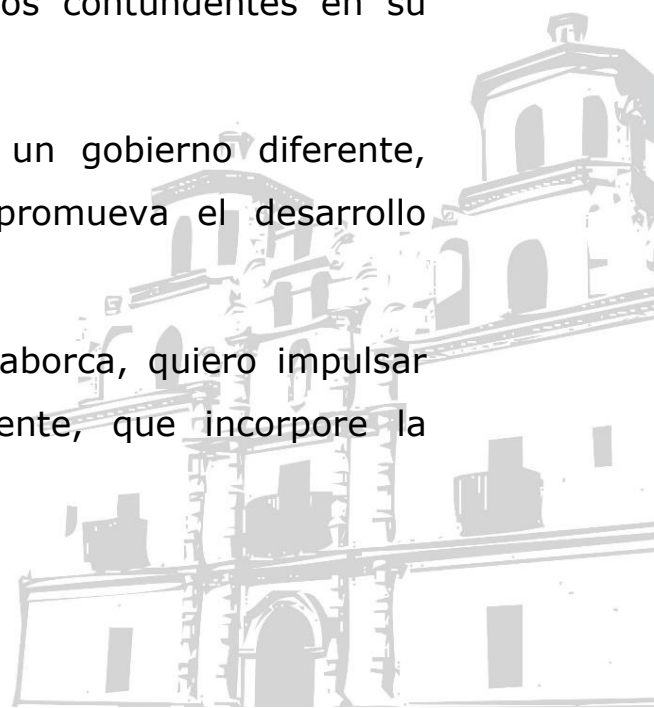 os contundentes en su
un gobierno diferente,
promueva el desarrollo
aborca, quiero impulsar
ente, que incorpore la